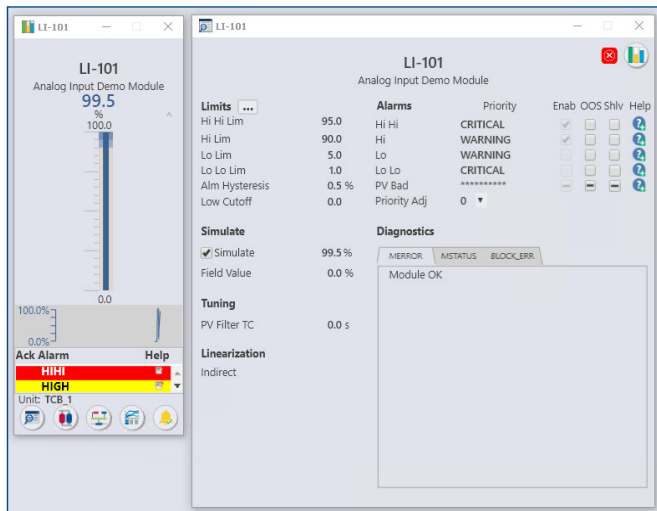 LI-101
LI-101
Analog Input Demo Module
99.5
%
100.0
0.0
100.0%
0.0%
Ack Alarm Help
HIHI
HIGH
Unit: TCB_1
LI-101
LI-101
Analog Input Demo Module
Limits ...
Hi Hi Lim 95.0
Hi Lim 90.0
Lo Lim 5.0
Lo Lo Lim 1.0
Alm Hysteresis 0.5 %
Low Cutoff 0.0
Simulate
Simulate 99.5 %
Field Value 0.0 %
Tuning
PV Filter TC 0.0 s
Linearization
Indirect
Alarms Priority Enab OOS Shlv Help
Hi Hi CRITICAL
Hi WARNING
Lo WARNING
Lo Lo CRITICAL
PV Bad **********
Priority Adj 0
Diagnostics
MERROR MSTATUS BLOCK_ERR
Module OK